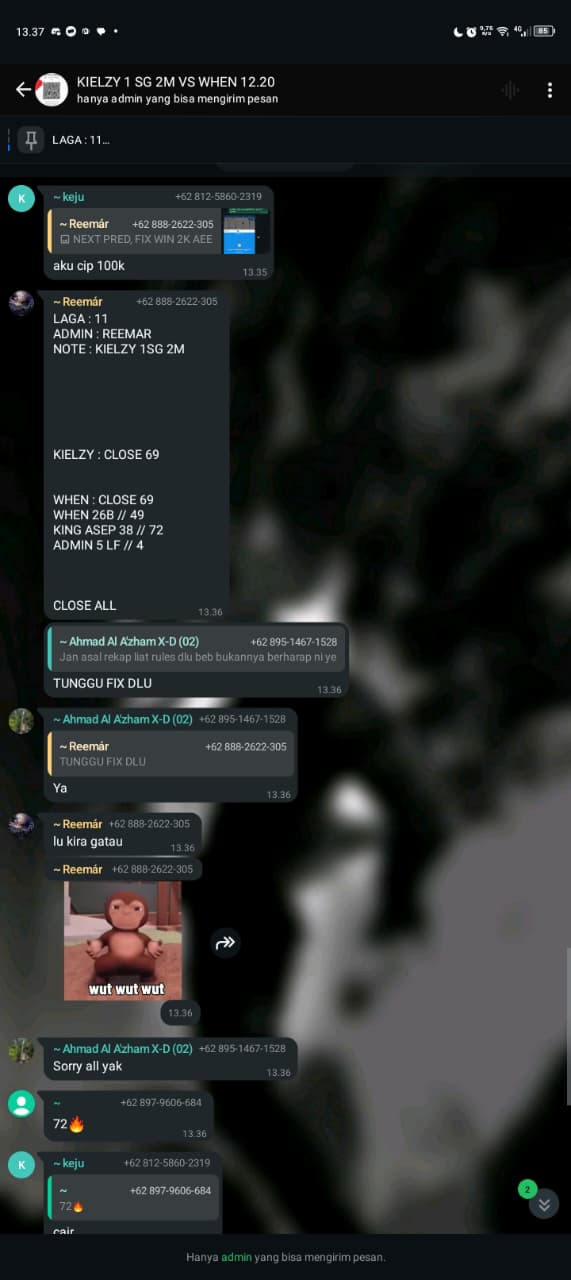 13.37
9,75
K/s
4G
85
KIELZY 1 SG 2M VS WHEN 12.20
hanya admin yang bisa mengirim pesan
LAGA : 11...
K
~ keju +62 812-5860-2319
~ Reemár +62 888-2622-305
NEXT PRED, FIX WIN 2K AEE
aku cip 100k
13.35
~ Reemár +62 888-2622-305
LAGA : 11
ADMIN : REEMAR
NOTE : KIELZY 1SG 2M
KIELZY : CLOSE 69
WHEN : CLOSE 69
WHEN 26B // 49
KING ASEP 38 // 72
ADMIN 5 LF // 4
CLOSE ALL
13.36
~ Ahmad Al A'zham X-D (02) +62 895-1467-1528
Jan asal rekap liat rules dlu beb bukannya berharap ni ye
TUNGGU FIX DLU
13.36
~ Ahmad Al A'zham X-D (02) +62 895-1467-1528
~ Reemár +62 888-2622-305
TUNGGU FIX DLU
Ya
13.36
~ Reemár +62 888-2622-305
lu kira gatau
13.36
~ Reemár +62 888-2622-305
wut wut wut
13.36
~ Ahmad Al A'zham X-D (02) +62 895-1467-1528
Sorry all yak
13.36
~ +62 897-9606-684
72🔥
13.36
K
~ keju +62 812-5860-2319
~ +62 897-9606-684
72🔥
cair
2
Hanya admin yang bisa mengirim pesan.